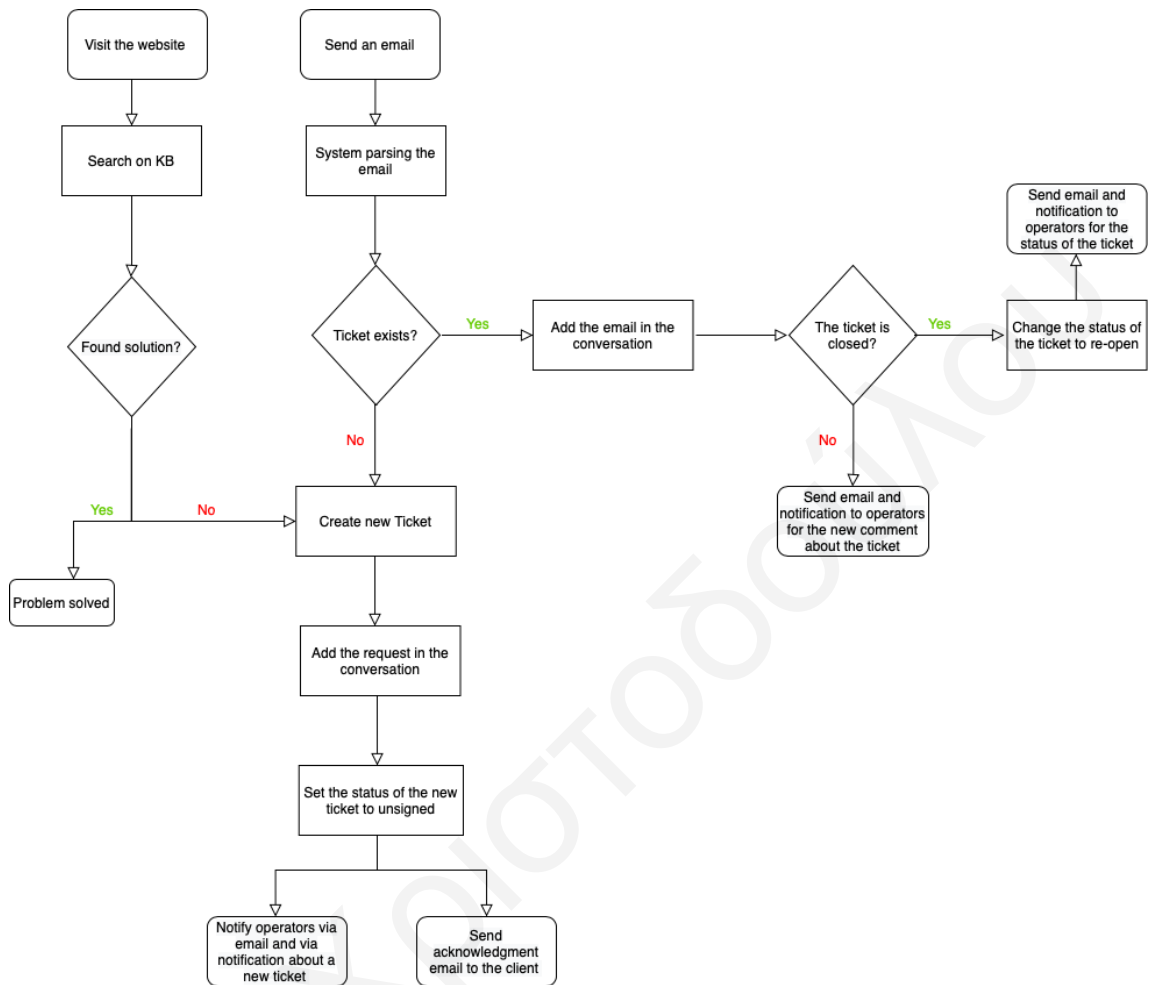 Visit the website
Send an email
Search on KB
System parsing the
email
Send email and
notification to
operators for the
status of the ticket
Found solution?
Ticket exists?
Yes
Add the email in the
conversation
The ticket is
closed?
Yes
Change the status of
the ticket to re-open
No
No
Yes
No
Create new Ticket
Send email and
notification to operators
for the new comment
about the ticket
Problem solved
Add the request in the
conversation
Set the status of the new
ticket to unsigned
Notify operators via
email and via
notification about a
new ticket
Send
acknowledgment
email to the client
Χριστοδούλου